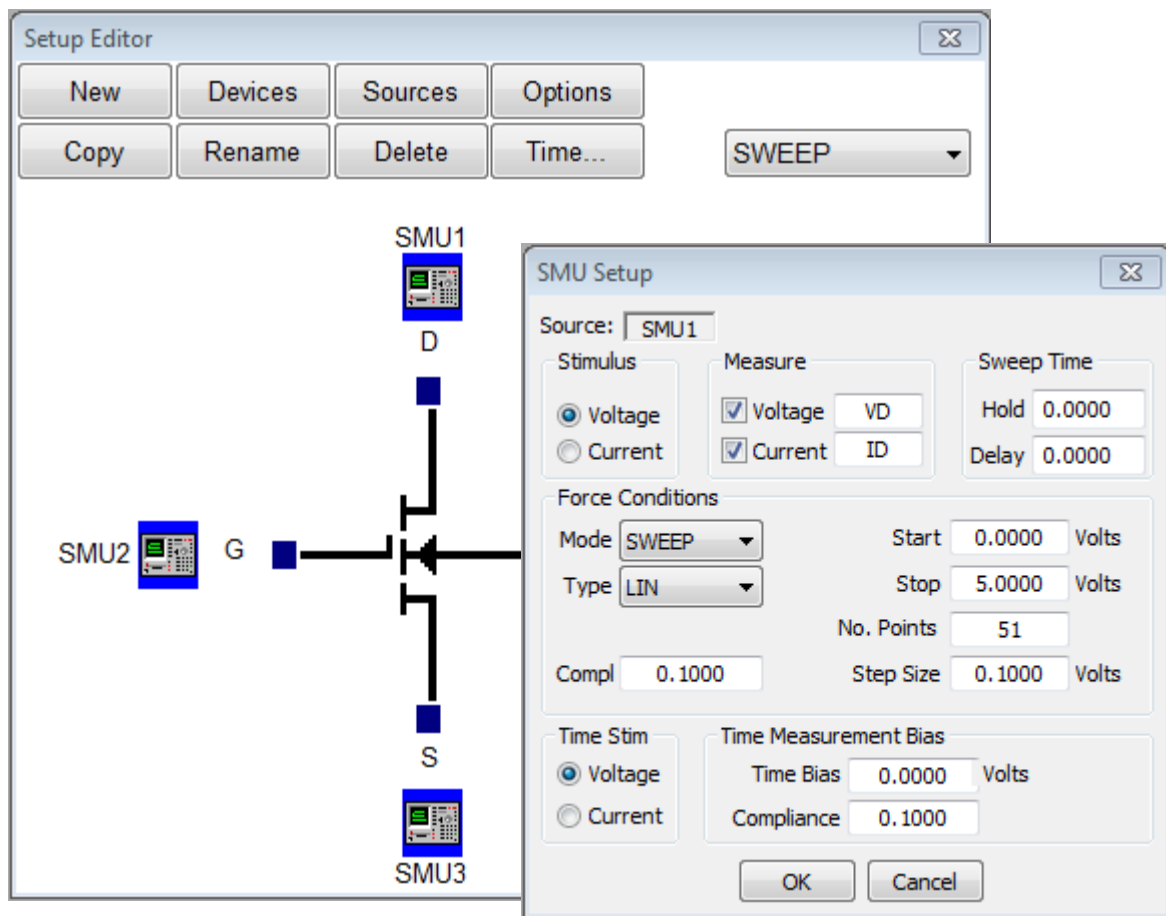 Setup Editor
New Devices Sources Options
Copy Rename Delete Time... SWEEP
SMU1
D
SMU2 G
S
SMU3
SMU Setup
Source: SMU1
Stimulus Measure Sweep Time
Voltage Voltage VD Hold 0.0000
Current Current ID Delay 0.0000
Force Conditions
Mode SWEEP Start 0.0000 Volts
Type LIN Stop 5.0000 Volts
No. Points 51
Compl 0.1000 Step Size 0.1000 Volts
Time Stim Time Measurement Bias
Voltage Time Bias 0.0000 Volts
Current Compliance 0.1000
OK Cancel